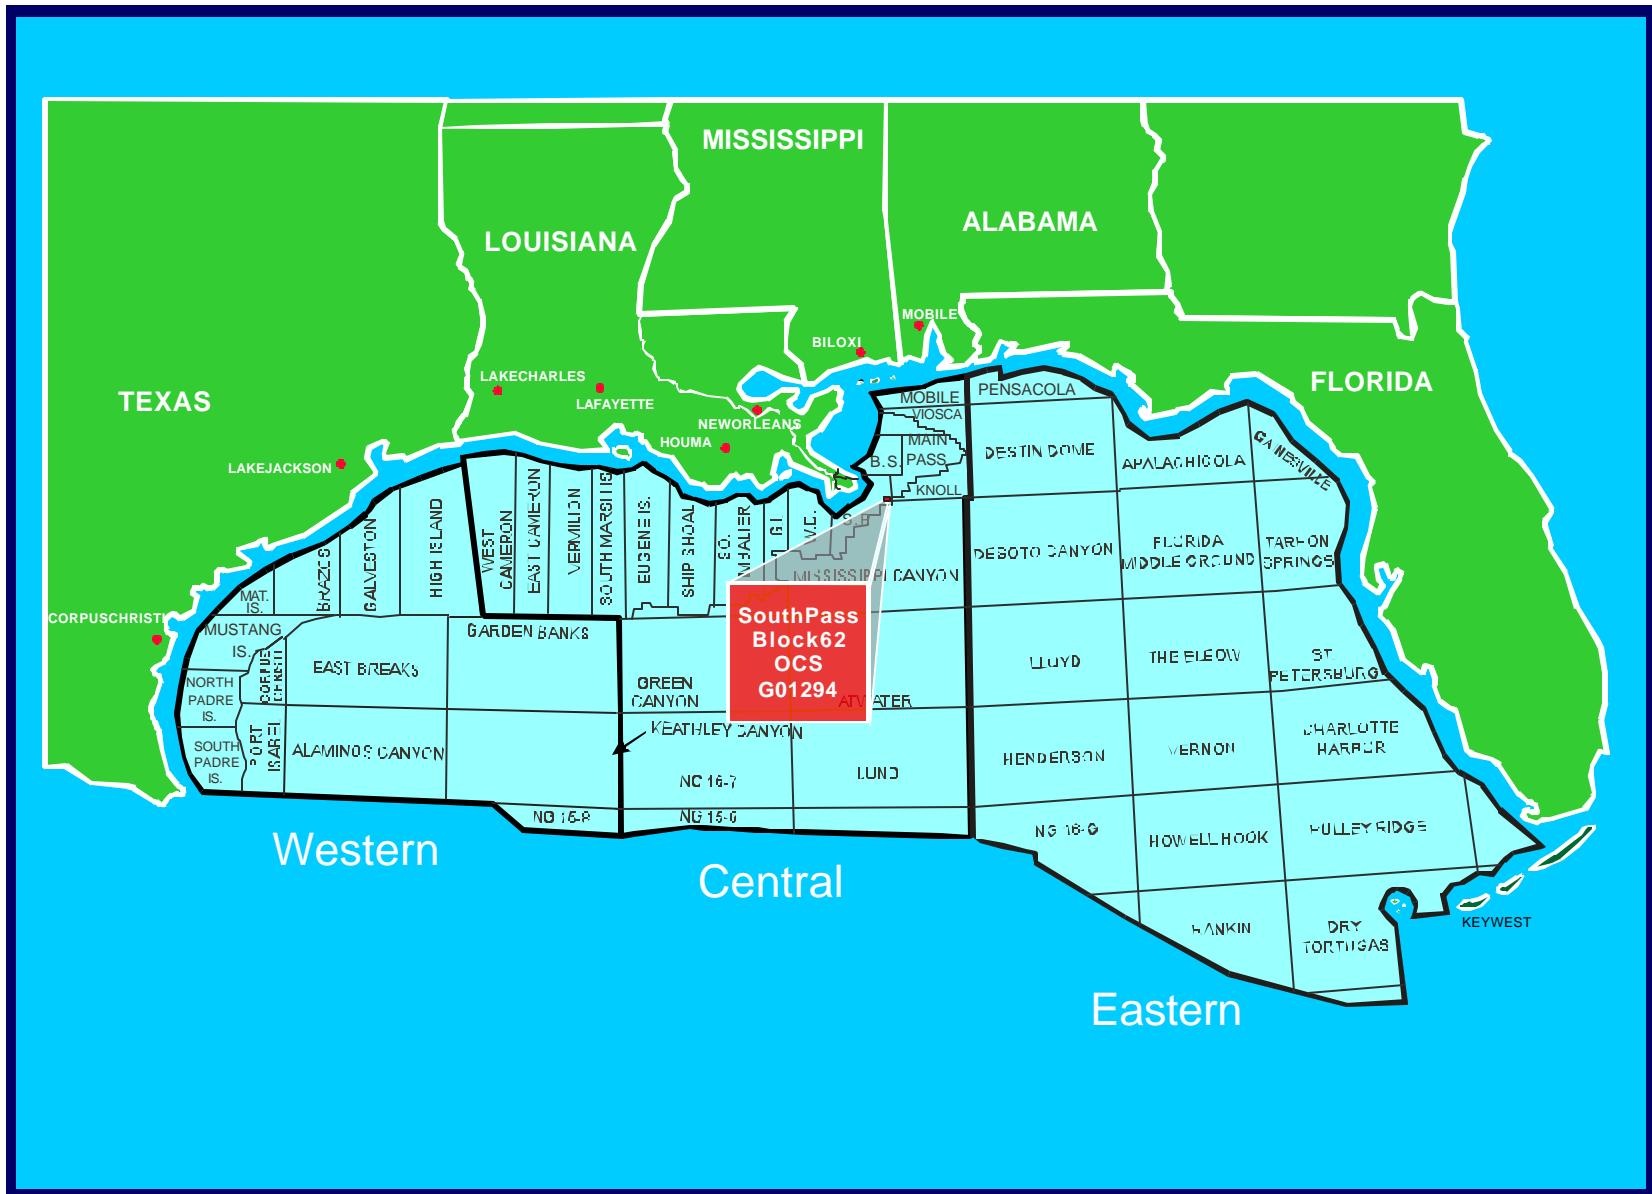 MISSISSIPPI
ALABAMA
LOUISIANA
MOBILE
BILOXI
LAKECHARLES
LAFAYETTE
TEXAS
FLORIDA
NEWORLEANS
HOUMA
LAKEJACKSON
CORPUSCHRISTI
MOBILE
VIOSCA
MAIN
PASS
B.S.
KNOLL
PENSACOLA
DESTIN DOME
APALACHICOLA
GAINESVILLE
MAT.
IS.
BRAZOS
GALVESTON
HIGH ISLAND
WEST
CAMERON
EAST CAMERON
VERMILION
SOUTH MARSH IS
EUGENE IS.
SHIP SHOAL
SO.
G.I.
MISSISSIPPI CANYON
DESOTO CANYON
FLORIDA
MIDDLE GROUND
TARPON
SPRINGS
MUSTANG
IS.
CORPUS
CHRISTI
EAST BREAKS
GARDEN BANKS
GREEN
CANYON
SouthPass
Block62
OCS
G01294
ATWATER
LLOYD
THE ELBOW
ST.
PETERSBURG
NORTH
PADRE
IS.
SOUTH
PADRE
IS.
PORT
ISABEL
ALAMINOS CANYON
KEATHLEY CANYON
HENDERSON
VERNON
CHARLOTTE
HARBOR
NG 16-7
LUND
NG 15-8
NG 16-9
HOWELL HOOK
PULLEY RIDGE
RANKIN
DRY
TORTUGAS
KEYWEST
Western
Central
Eastern